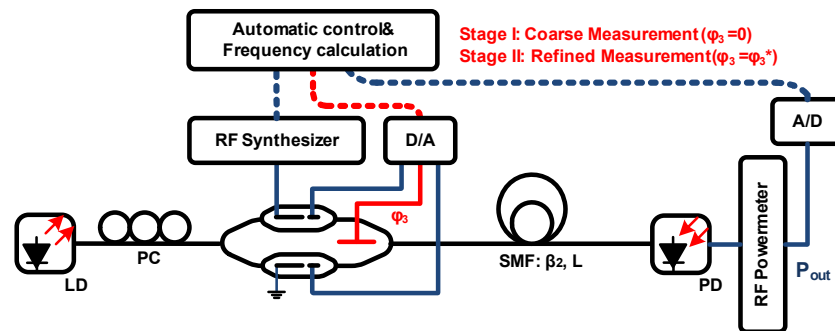 Automatic control&
Frequency calculation
Stage I: Coarse Measurement (φ3 =0)
Stage II: Refined Measurement(φ3 =φ3*)
RF Synthesizer
D/A
A/D
φ3
LD
PC
SMF: β2, L
PD
RF Powermeter
Pout